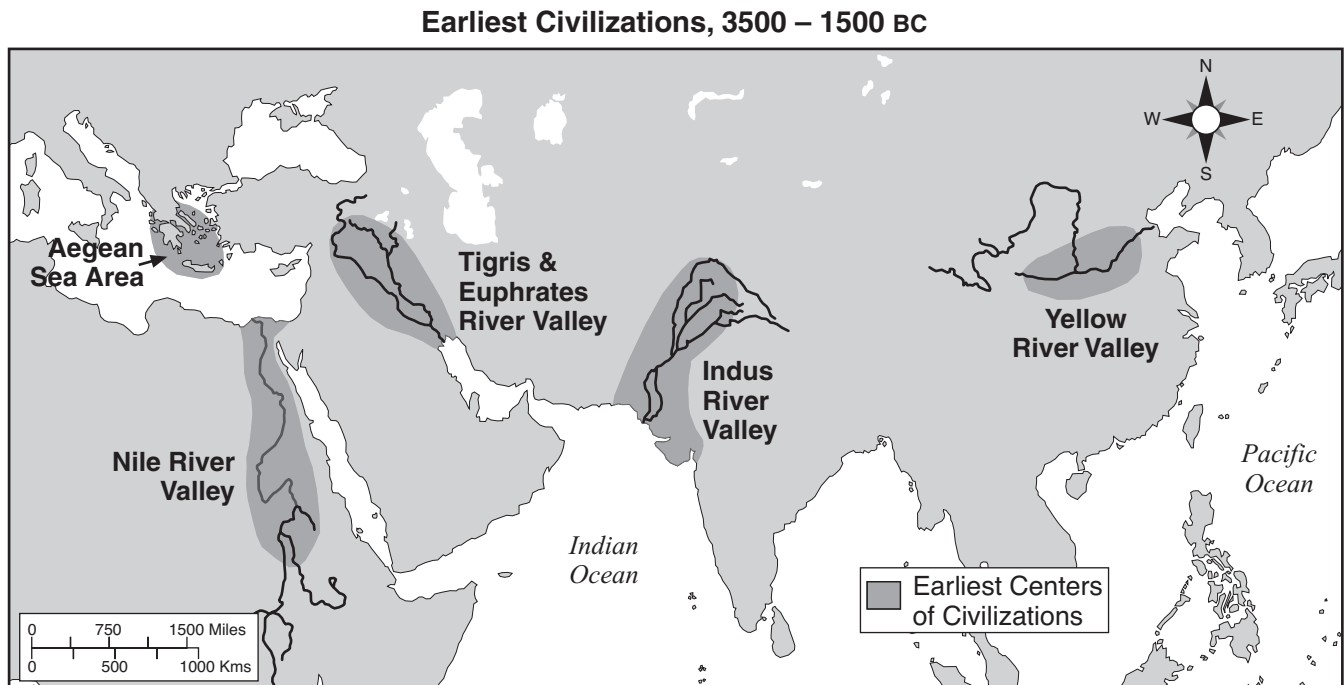 Earliest Civilizations, 3500 – 1500 BC
N
W
E
S
Aegean
Sea Area
Tigris &
Euphrates
River Valley
Yellow
River Valley
Indus
River
Valley
Nile River
Valley
Pacific
Ocean
Indian
Ocean
Earliest Centers
of Civilizations
0 750 1500 Miles
0 500 1000 Kms